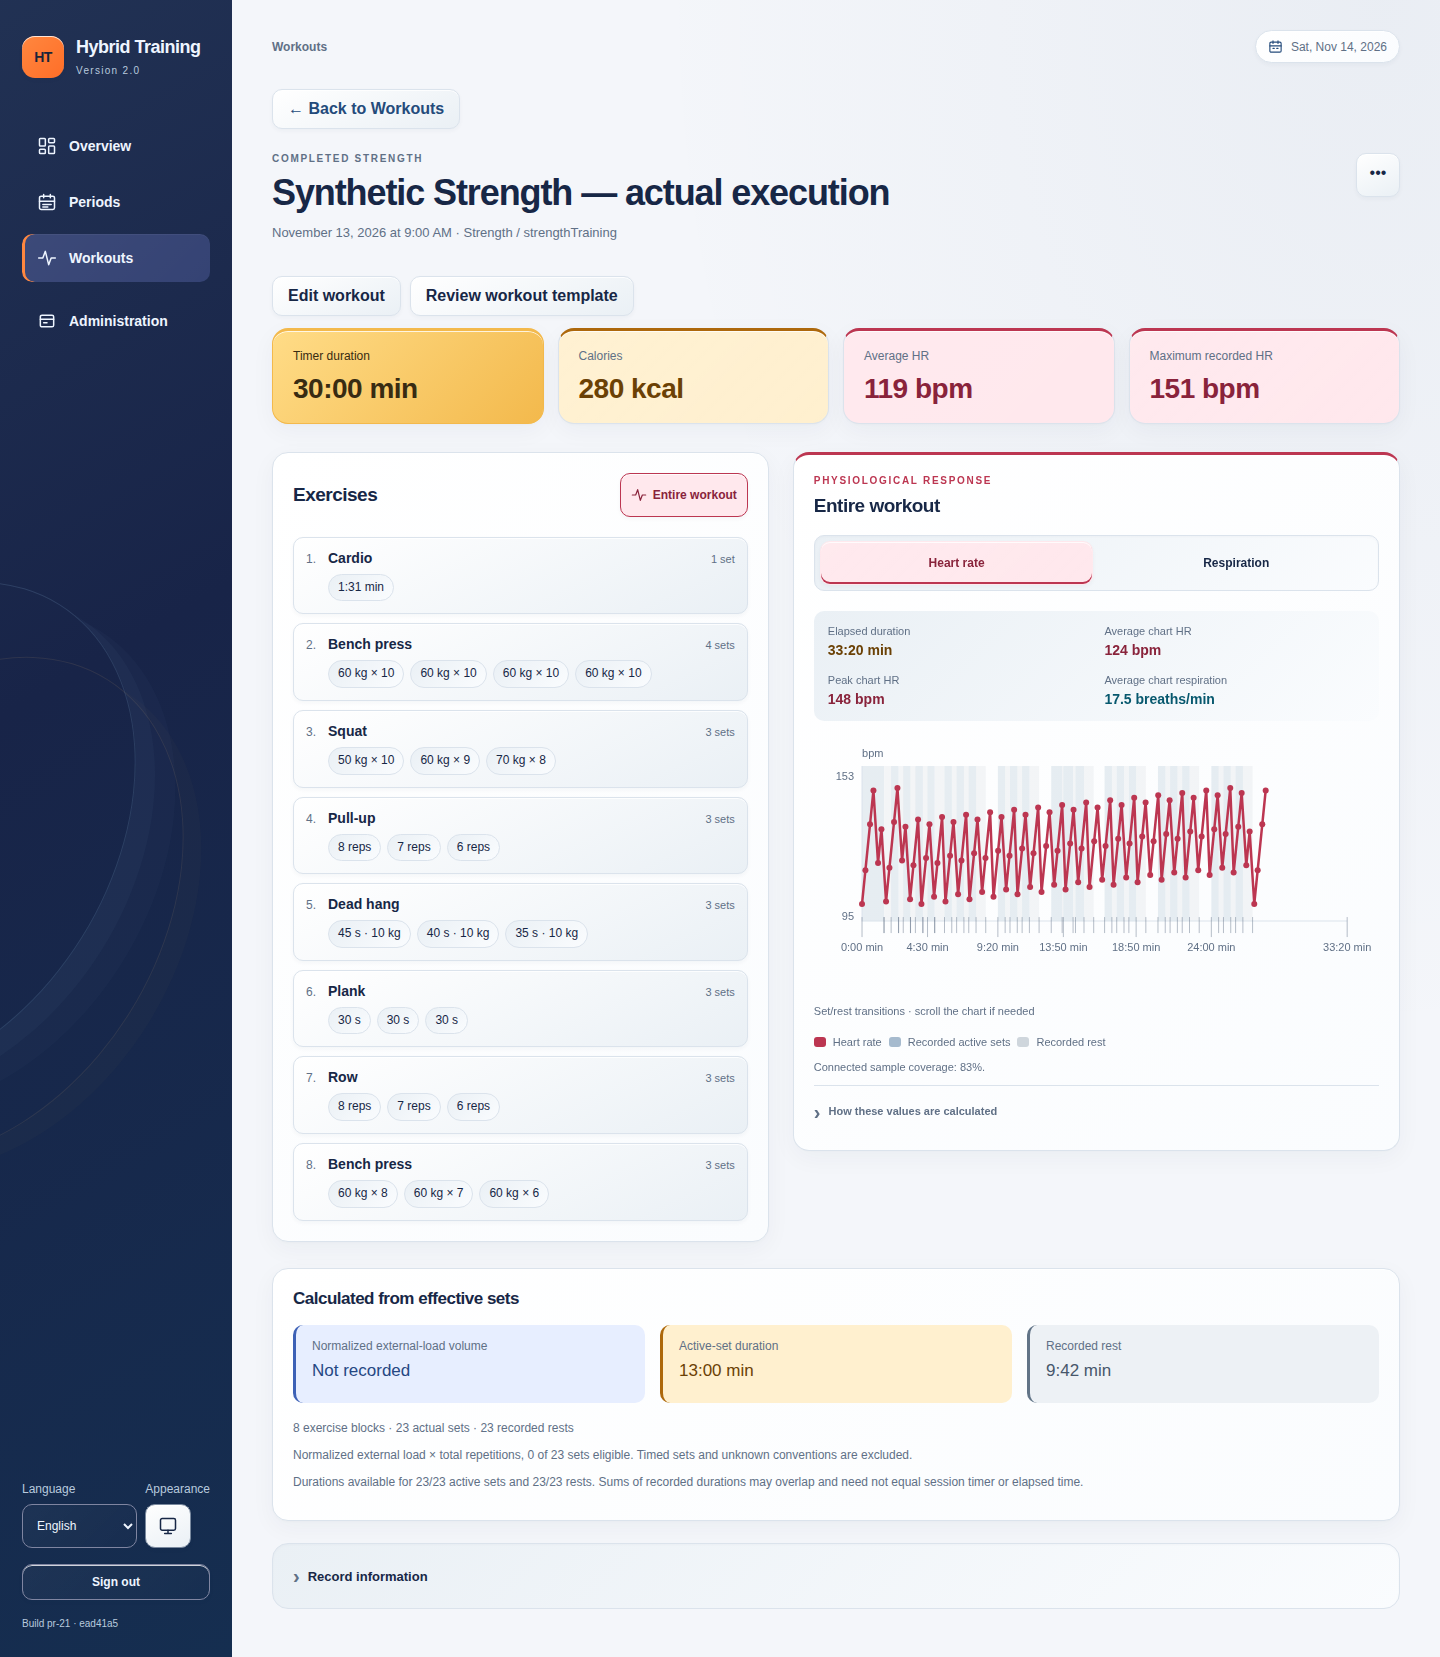 HT
Hybrid Training
Version 2.0
Overview
Periods
Workouts
Administration
Language
Appearance
English
Sign out
Build pr-21 · ead41a5
Workouts
Sat, Nov 14, 2026
← Back to Workouts
COMPLETED STRENGTH
Synthetic Strength — actual execution
•••
November 13, 2026 at 9:00 AM · Strength / strengthTraining
Edit workout
Review workout template
Timer duration
30:00 min
Calories
280 kcal
Average HR
119 bpm
Maximum recorded HR
151 bpm
Exercises
Entire workout
1. Cardio 1 set
1:31 min
2. Bench press 4 sets
60 kg × 10 60 kg × 10 60 kg × 10 60 kg × 10
3. Squat 3 sets
50 kg × 10 60 kg × 9 70 kg × 8
4. Pull-up 3 sets
8 reps 7 reps 6 reps
5. Dead hang 3 sets
45 s · 10 kg 40 s · 10 kg 35 s · 10 kg
6. Plank 3 sets
30 s 30 s 30 s
7. Row 3 sets
8 reps 7 reps 6 reps
8. Bench press 3 sets
60 kg × 8 60 kg × 7 60 kg × 6
PHYSIOLOGICAL RESPONSE
Entire workout
Heart rate
Respiration
Elapsed duration
33:20 min
Average chart HR
124 bpm
Peak chart HR
148 bpm
Average chart respiration
17.5 breaths/min
bpm
153
95
0:00 min 4:30 min 9:20 min 13:50 min 18:50 min 24:00 min 33:20 min
Set/rest transitions · scroll the chart if needed
Heart rate Recorded active sets Recorded rest
Connected sample coverage: 83%.
› How these values are calculated
Calculated from effective sets
Normalized external-load volume
Not recorded
Active-set duration
13:00 min
Recorded rest
9:42 min
8 exercise blocks · 23 actual sets · 23 recorded rests
Normalized external load × total repetitions, 0 of 23 sets eligible. Timed sets and unknown conventions are excluded.
Durations available for 23/23 active sets and 23/23 rests. Sums of recorded durations may overlap and need not equal session timer or elapsed time.
› Record information